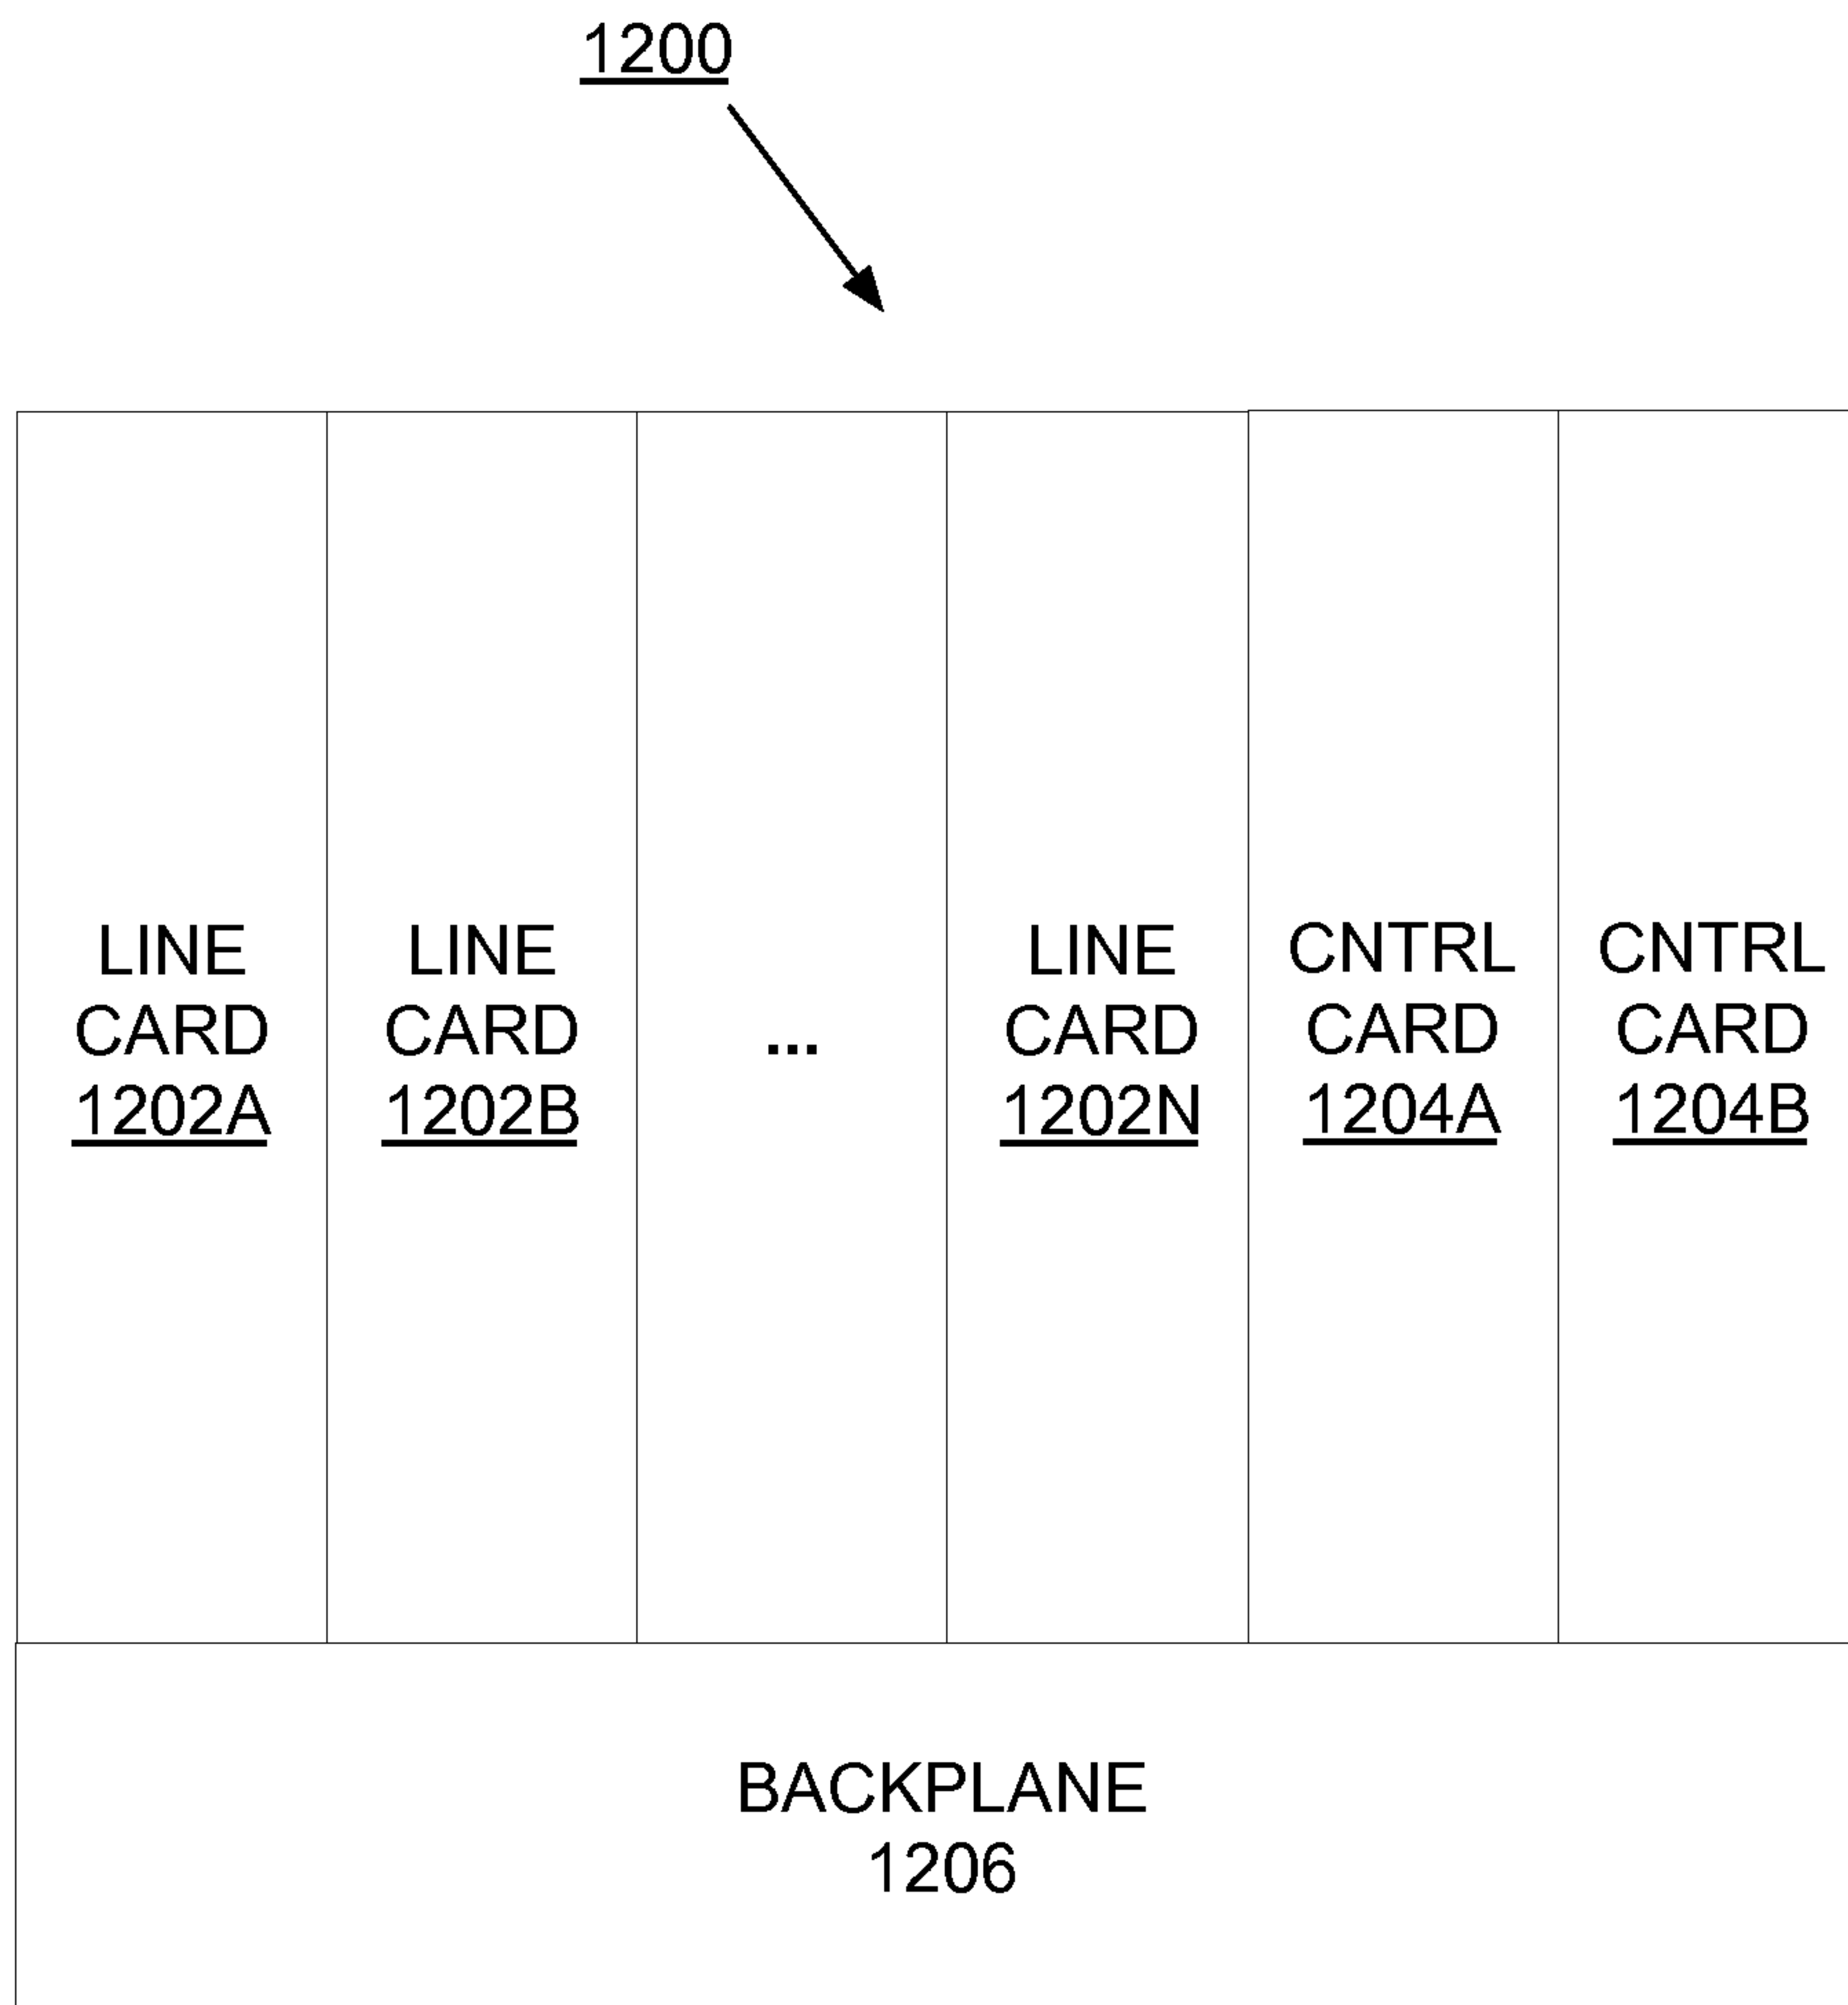 1200
LINE
CARD
1202A
LINE
CARD
1202B
...
LINE
CARD
1202N
CNTRL
CARD
1204A
CNTRL
CARD
1204B
BACKPLANE
1206